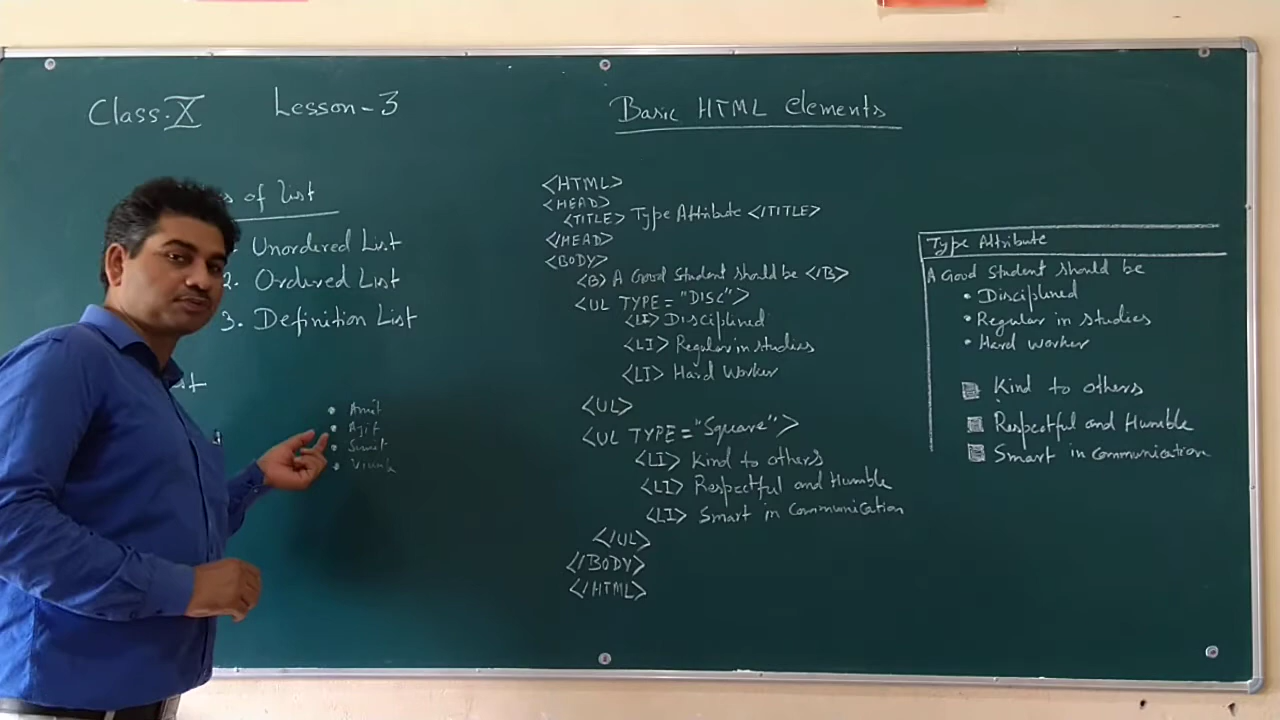 Class.X Lesson-3
Basic HTML elements
of List
1. Unordered List
2. Ordered List
3. Definition List
Amit
Ajit
Sumit
<HTML>
<HEAD>
<TITLE> Type Attribute </TITLE>
</HEAD>
<BODY>
<B> A Good Student should be </B>
<UL TYPE="DISC">
<LI> Disciplined
<LI> Regular in studies
<LI> Hard Worker
<UL>
<UL TYPE="Square">
<LI> Kind to others
<LI> Respectful and Humble
<LI> Smart in Communication
</UL>
</BODY>
</HTML>
Type Attribute
A Good Student should be
• Disciplined
• Regular in studies
• Hard worker
Kind to others
Respectful and Humble
Smart in Communication